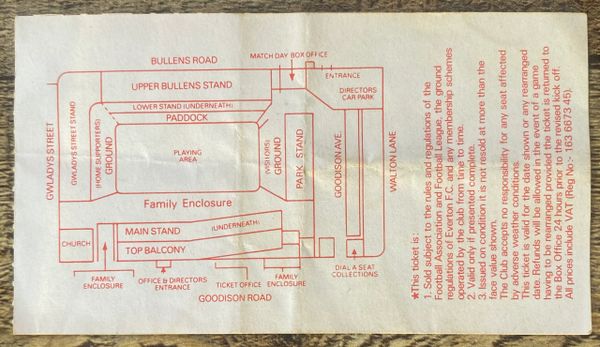 BULLENS ROAD
MATCH DAY BOX OFFICE
ENTRANCE
UPPER BULLENS STAND
DIRECTORS
CAR PARK
LOWER STAND (UNDERNEATH)
PADDOCK
GWLADYS STREET
GWLADYS STREET STAND
(HOME SUPPORTERS)
GROUND
PLAYING
AREA
(VISITORS)
GROUND
PARK STAND
GOODISON AVE.
WALTON LANE
Family Enclosure
MAIN STAND
(UNDERNEATH)
TOP BALCONY
CHURCH
FAMILY
ENCLOSURE
OFFICE & DIRECTORS
ENTRANCE
TICKET OFFICE
FAMILY
ENCLOSURE
DIAL A SEAT
COLLECTIONS
GOODISON ROAD
★This ticket is:
1. Sold subject to the rules and regulations of the
Football Association and Football League, the ground
regulations of Everton F.C. and any membership schemes
operated by the club from time to time.
2. Valid only if presented complete.
3. Issued on condition it is not resold at more than the
face value shown.
The Club accepts no responsibility for any seat affected
by adverse weather conditions.
This ticket is valid for the date shown or any rearranged
date. Refunds will be allowed in the event of a game
having to be rearranged provided the ticket is returned to
the Box Office 24 hours prior to the revised kick off.
All prices include VAT (Reg No:- 163 6673 45).